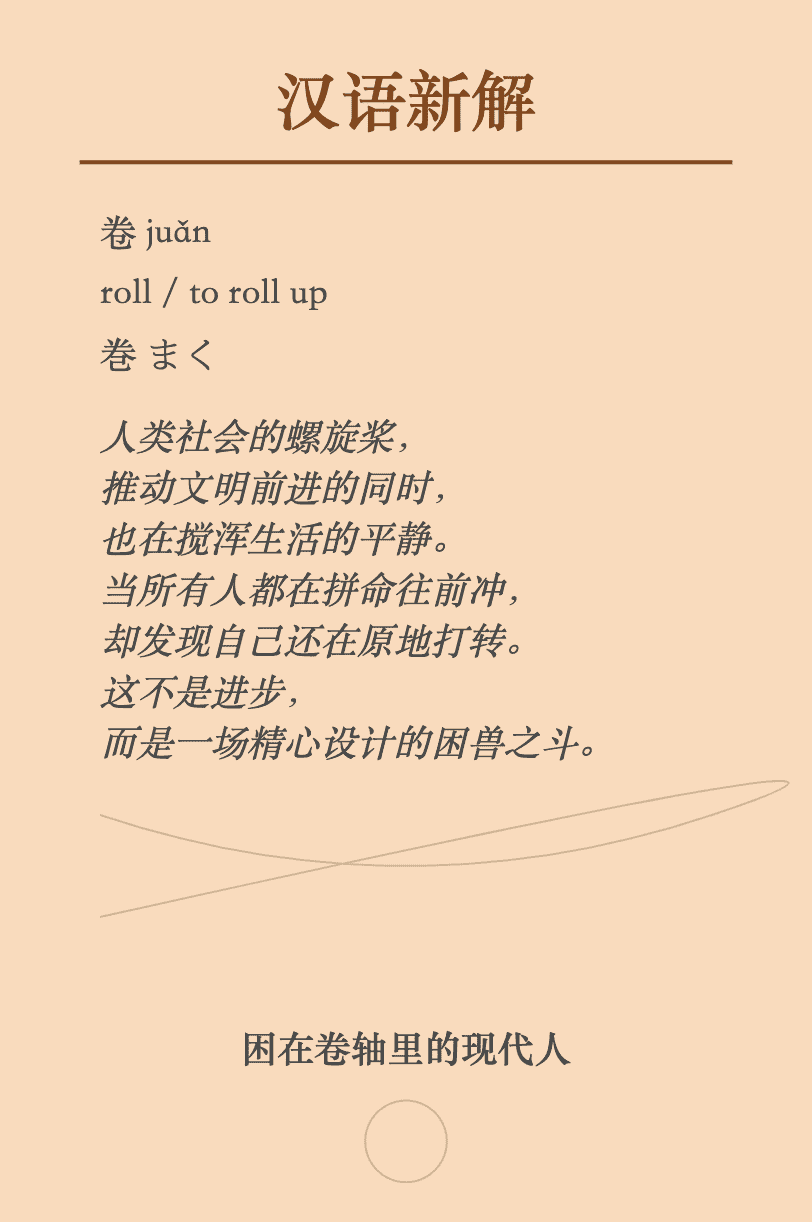 汉语新解
卷 juǎn
roll / to roll up
卷 まく
人类社会的螺旋桨，
推动文明前进的同时，
也在搅浑生活的平静。
当所有人都在拼命往前冲，
却发现自己还在原地打转。
这不是进步，
而是一场精心设计的困兽之斗。
困在卷轴里的现代人